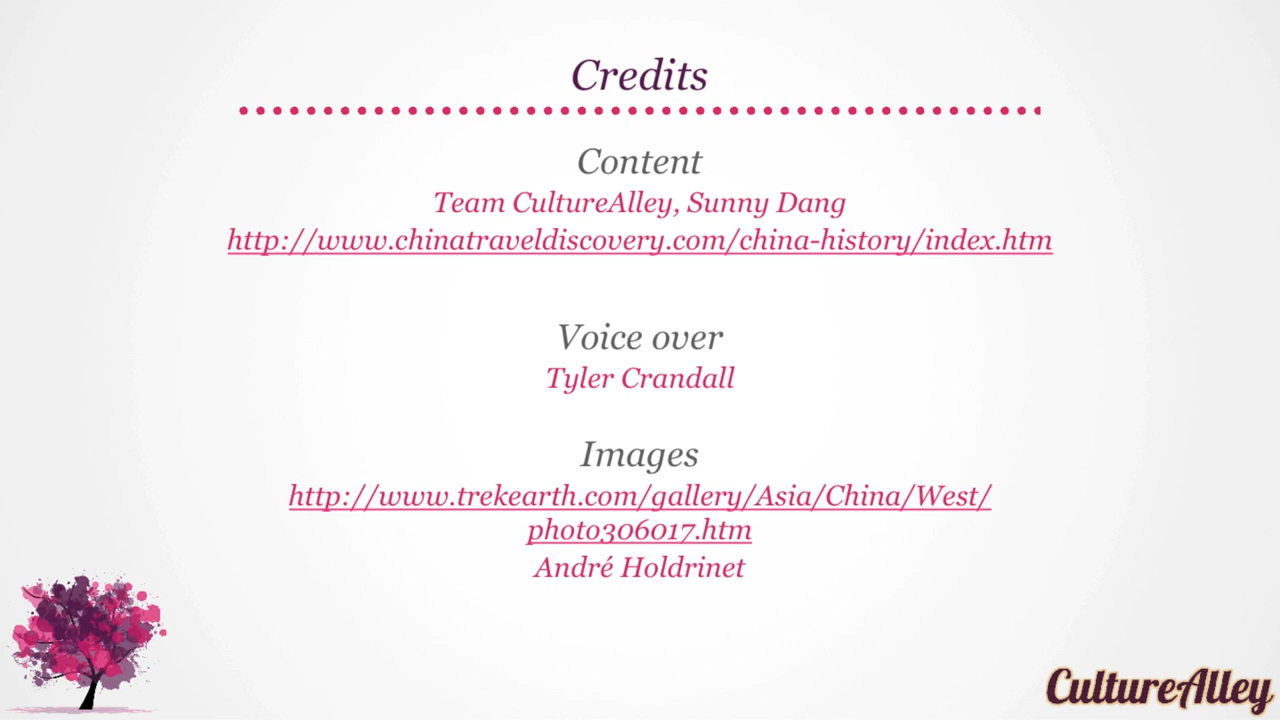 Credits
Content
Team CultureAlley, Sunny Dang
http://www.chinatraveldiscovery.com/china-history/index.htm
Voice over
Tyler Crandall
Images
http://www.trekearth.com/gallery/Asia/China/West/
photo306017.htm
André Holdrinet
CultureAlley